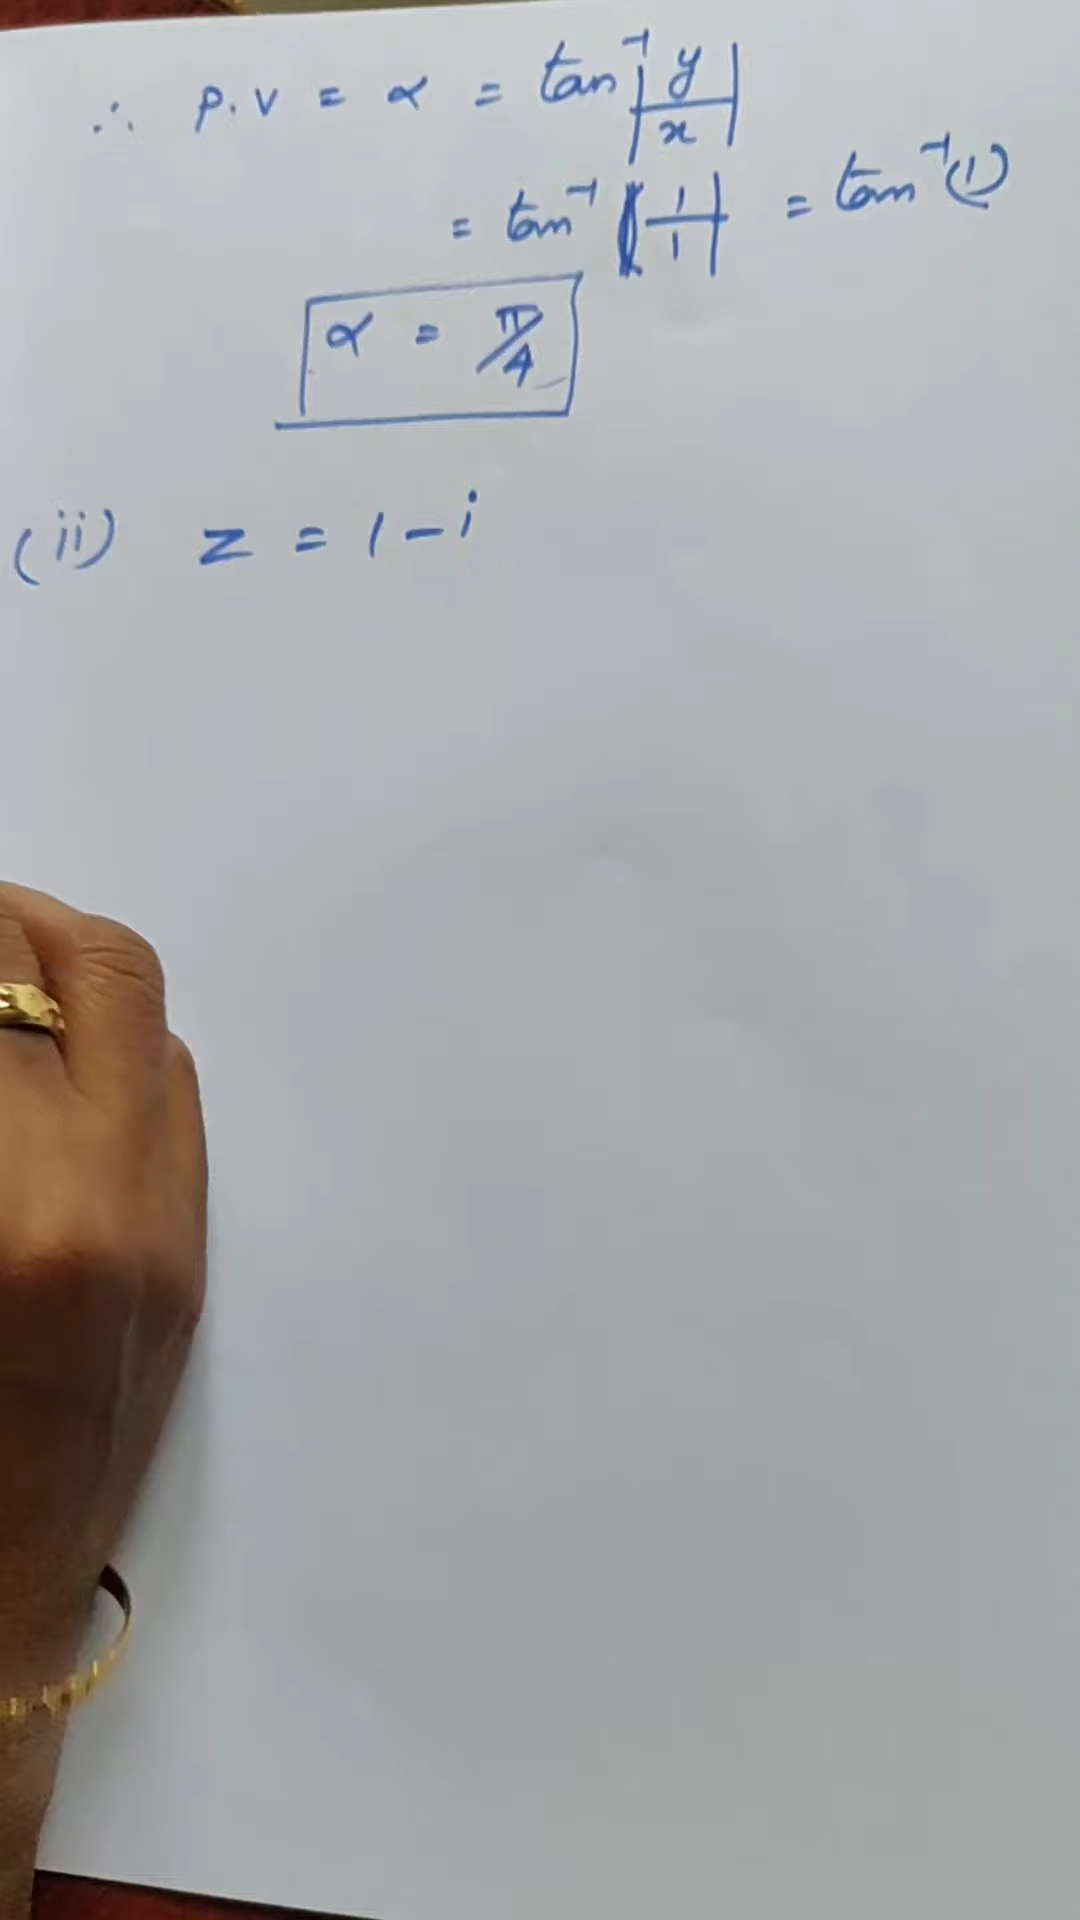 ∴ P.V = α = tan⁻¹ |y/x|
= tan⁻¹ |1/1| = tan⁻¹(1)
α = π/4
(ii) z = 1 - i